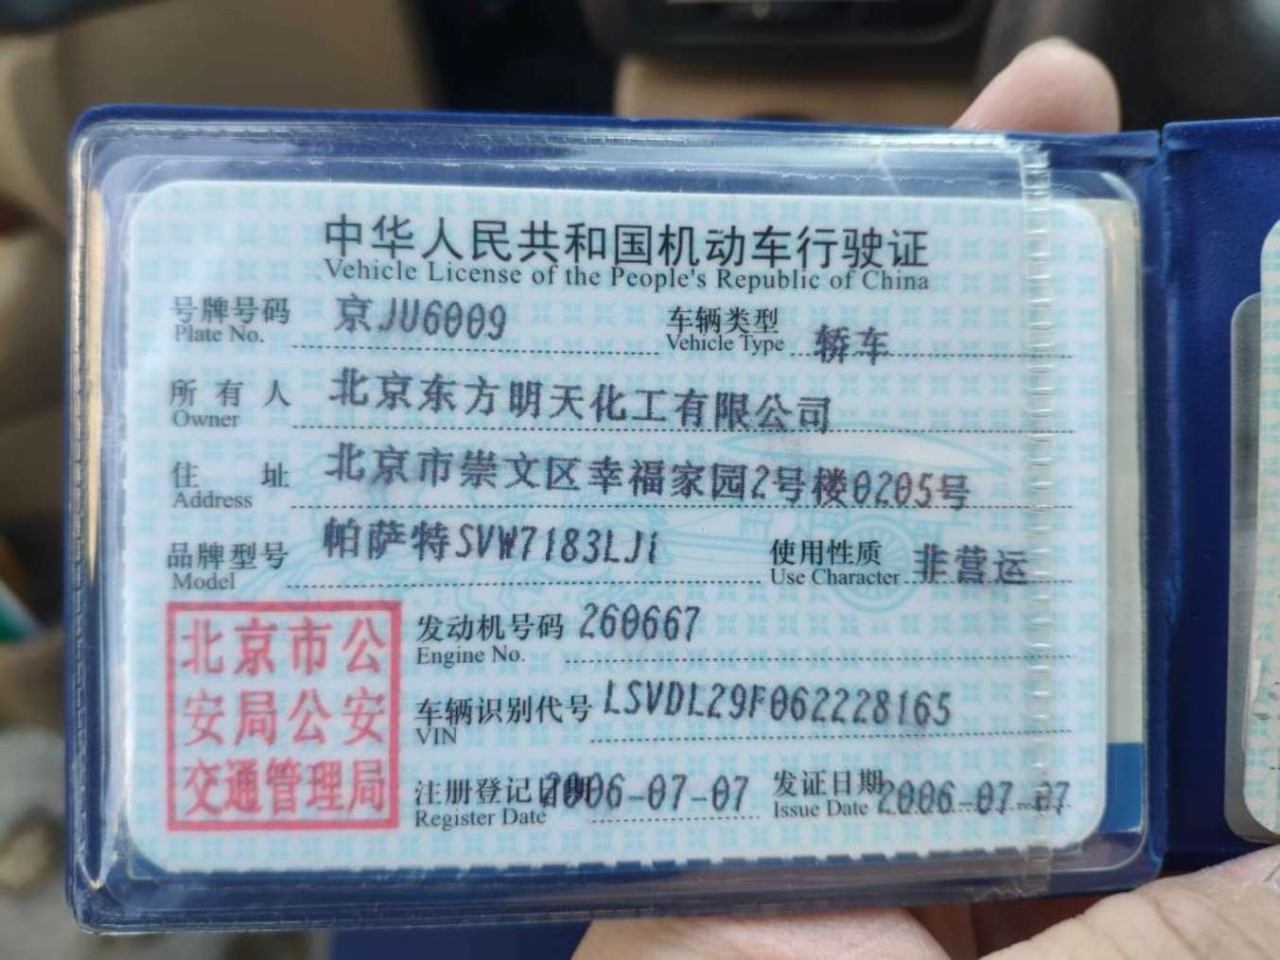 中华人民共和国机动车行驶证
Vehicle License of the People's Republic of China
号牌号码 京JU6009 车辆类型 轿车
Plate No. Vehicle Type
所有人 北京东方明天化工有限公司
Owner
住址 北京市崇文区幸福家园2号楼0205号
Address
品牌型号 帕萨特SVW7183LJi 使用性质 非营运
Model Use Character
北京市公
安局公安
交通管理局
发动机号码 260667
Engine No.
车辆识别代号 LSVDL29F062228165
VIN
注册登记日期 2006-07-07 发证日期 2006-07-07
Register Date Issue Date